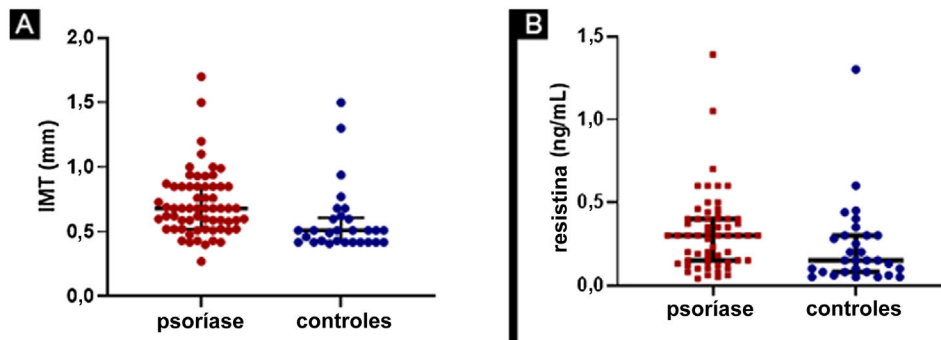 A
IMT (mm)
2,0
1,5
1,0
0,5
0,0
psoríase
controles
B
resistina (ng/mL)
1,5
1,0
0,5
0,0
psoríase
controles